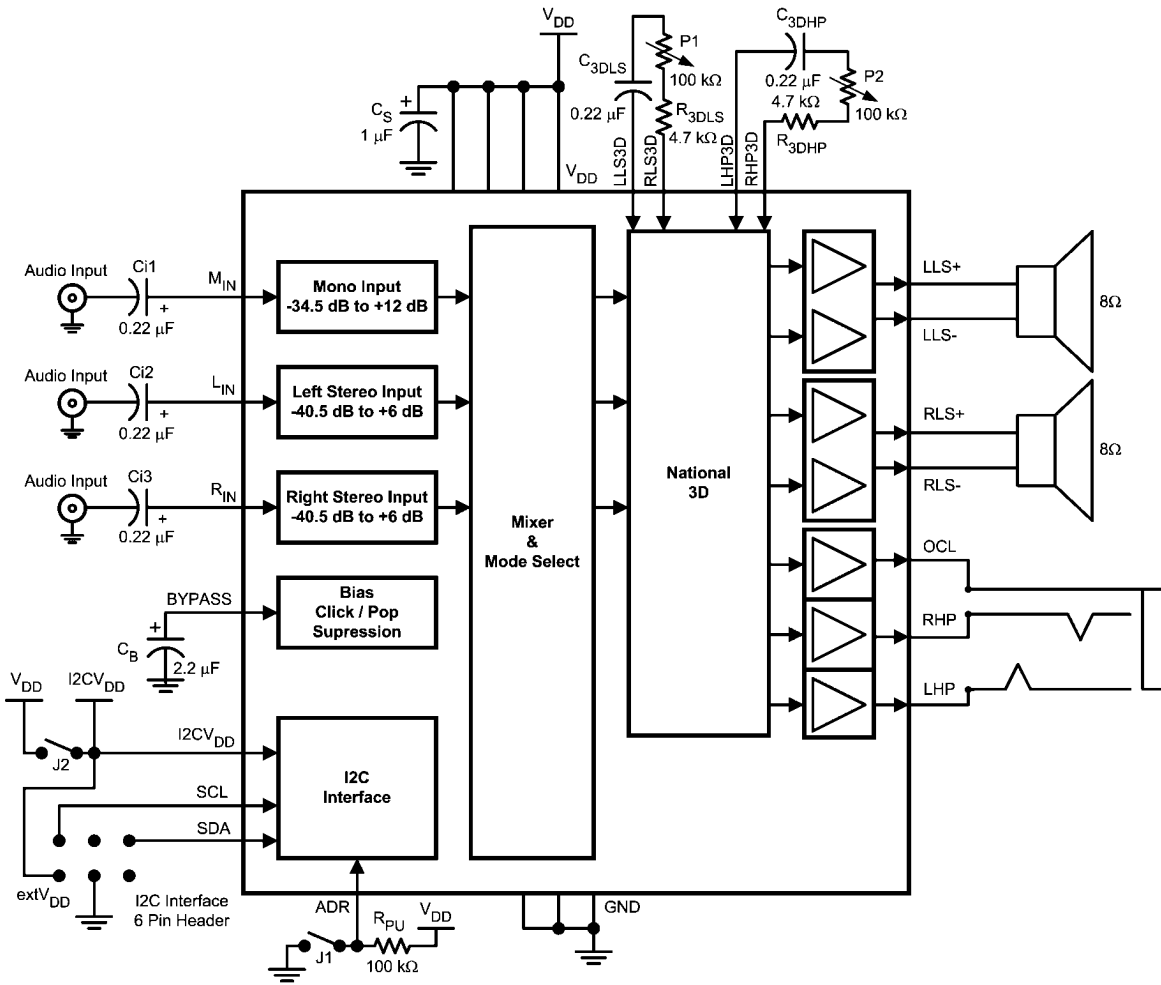 VDD
C3DHP
P1
C3DLS
100 kΩ
0.22 µF
P2
4.7 kΩ
100 kΩ
CS
1 µF
0.22 µF
R3DLS
4.7 kΩ
R3DHP
+
VDD
LLS3D
RLS3D
LHP3D
RHP3D
Audio Input
Ci1
+
0.22 µF
MIN
Mono Input
-34.5 dB to +12 dB
LLS+
LLS-
8Ω
Audio Input
Ci2
+
0.22 µF
LIN
Left Stereo Input
-40.5 dB to +6 dB
RLS+
RLS-
8Ω
Audio Input
Ci3
+
0.22 µF
RIN
Right Stereo Input
-40.5 dB to +6 dB
Mixer
&
Mode Select
National
3D
OCL
RHP
LHP
BYPASS
+
CB
2.2 µF
Bias
Click / Pop
Supression
VDD
I2CVDD
J2
I2CVDD
SCL
SDA
I2C
Interface
extVDD
I2C Interface
6 Pin Header
ADR
J1
RPU
100 kΩ
VDD
GND